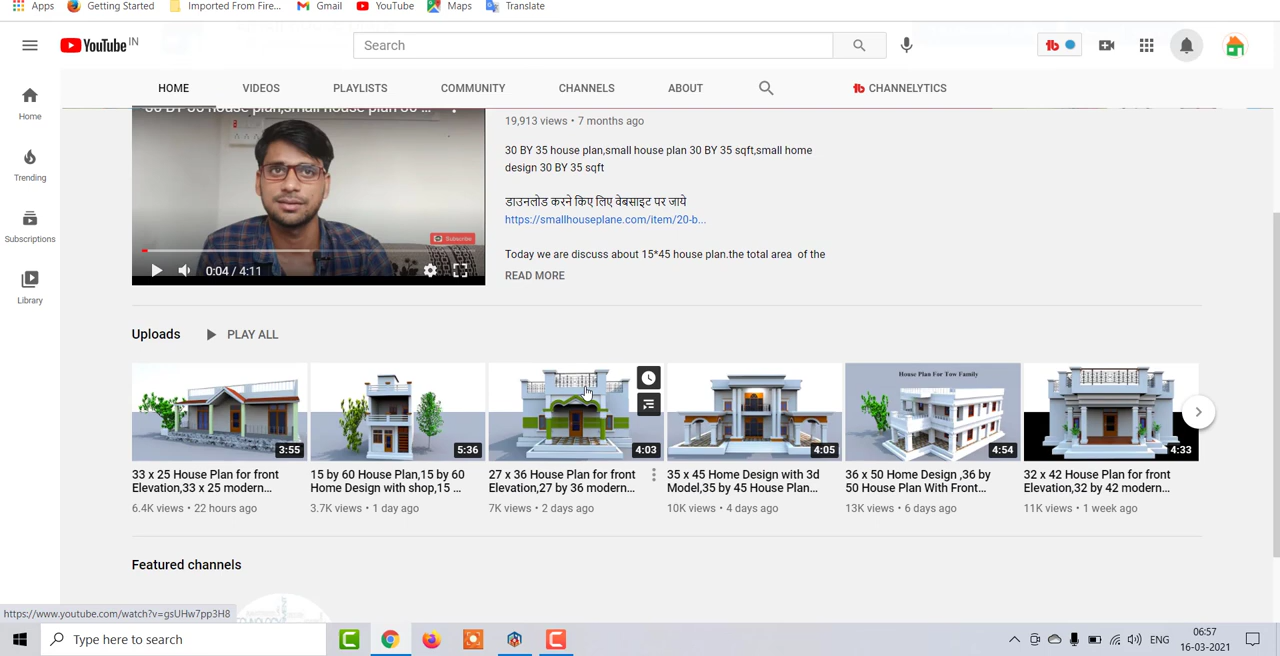 Apps Getting Started Imported From Fire... Gmail YouTube Maps Translate
YouTube IN
Search
HOME VIDEOS PLAYLISTS COMMUNITY CHANNELS ABOUT CHANNELYTICS
Home
Trending
Subscriptions
Library
Subscribe
0:04 / 4:11
19,913 views • 7 months ago
30 BY 35 house plan,small house plan 30 BY 35 sqft,small home
design 30 BY 35 sqft
डाउनलोड करने किए लिए वेबसाइट पर जाये
https://smallhouseplane.com/item/20-b...
Today we are discuss about 15*45 house plan.the total area of the
READ MORE
Uploads PLAY ALL
House Plan For Tow Family
3:55 5:36 4:03 4:05 4:54 4:33
33 x 25 House Plan for front
Elevation,33 x 25 modern...
6.4K views • 22 hours ago
15 by 60 House Plan,15 by 60
Home Design with shop,15 ...
3.7K views • 1 day ago
27 x 36 House Plan for front
Elevation,27 by 36 modern...
7K views • 2 days ago
35 x 45 Home Design with 3d
Model,35 by 45 House Plan...
10K views • 4 days ago
36 x 50 Home Design ,36 by
50 House Plan With Front...
13K views • 6 days ago
32 x 42 House Plan for front
Elevation,32 by 42 modern...
11K views • 1 week ago
Featured channels
https://www.youtube.com/watch?v=gsUHw7pp3H8
Type here to search
ENG
06:57
16-03-2021